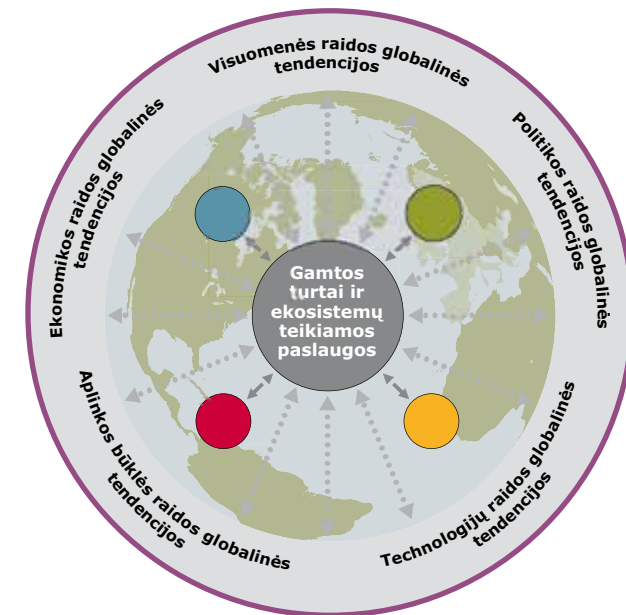 Visuomenės raidos globalinės
tendencijos
Politikos raidos globalinės
tendencijos
Technologijų raidos globalinės
tendencijos
Aplinkos būklės raidos globalinės
tendencijos
Ekonomikos raidos globalinės
tendencijos
Gamtos
turtai ir
ekosistemų
teikiamos
paslaugos